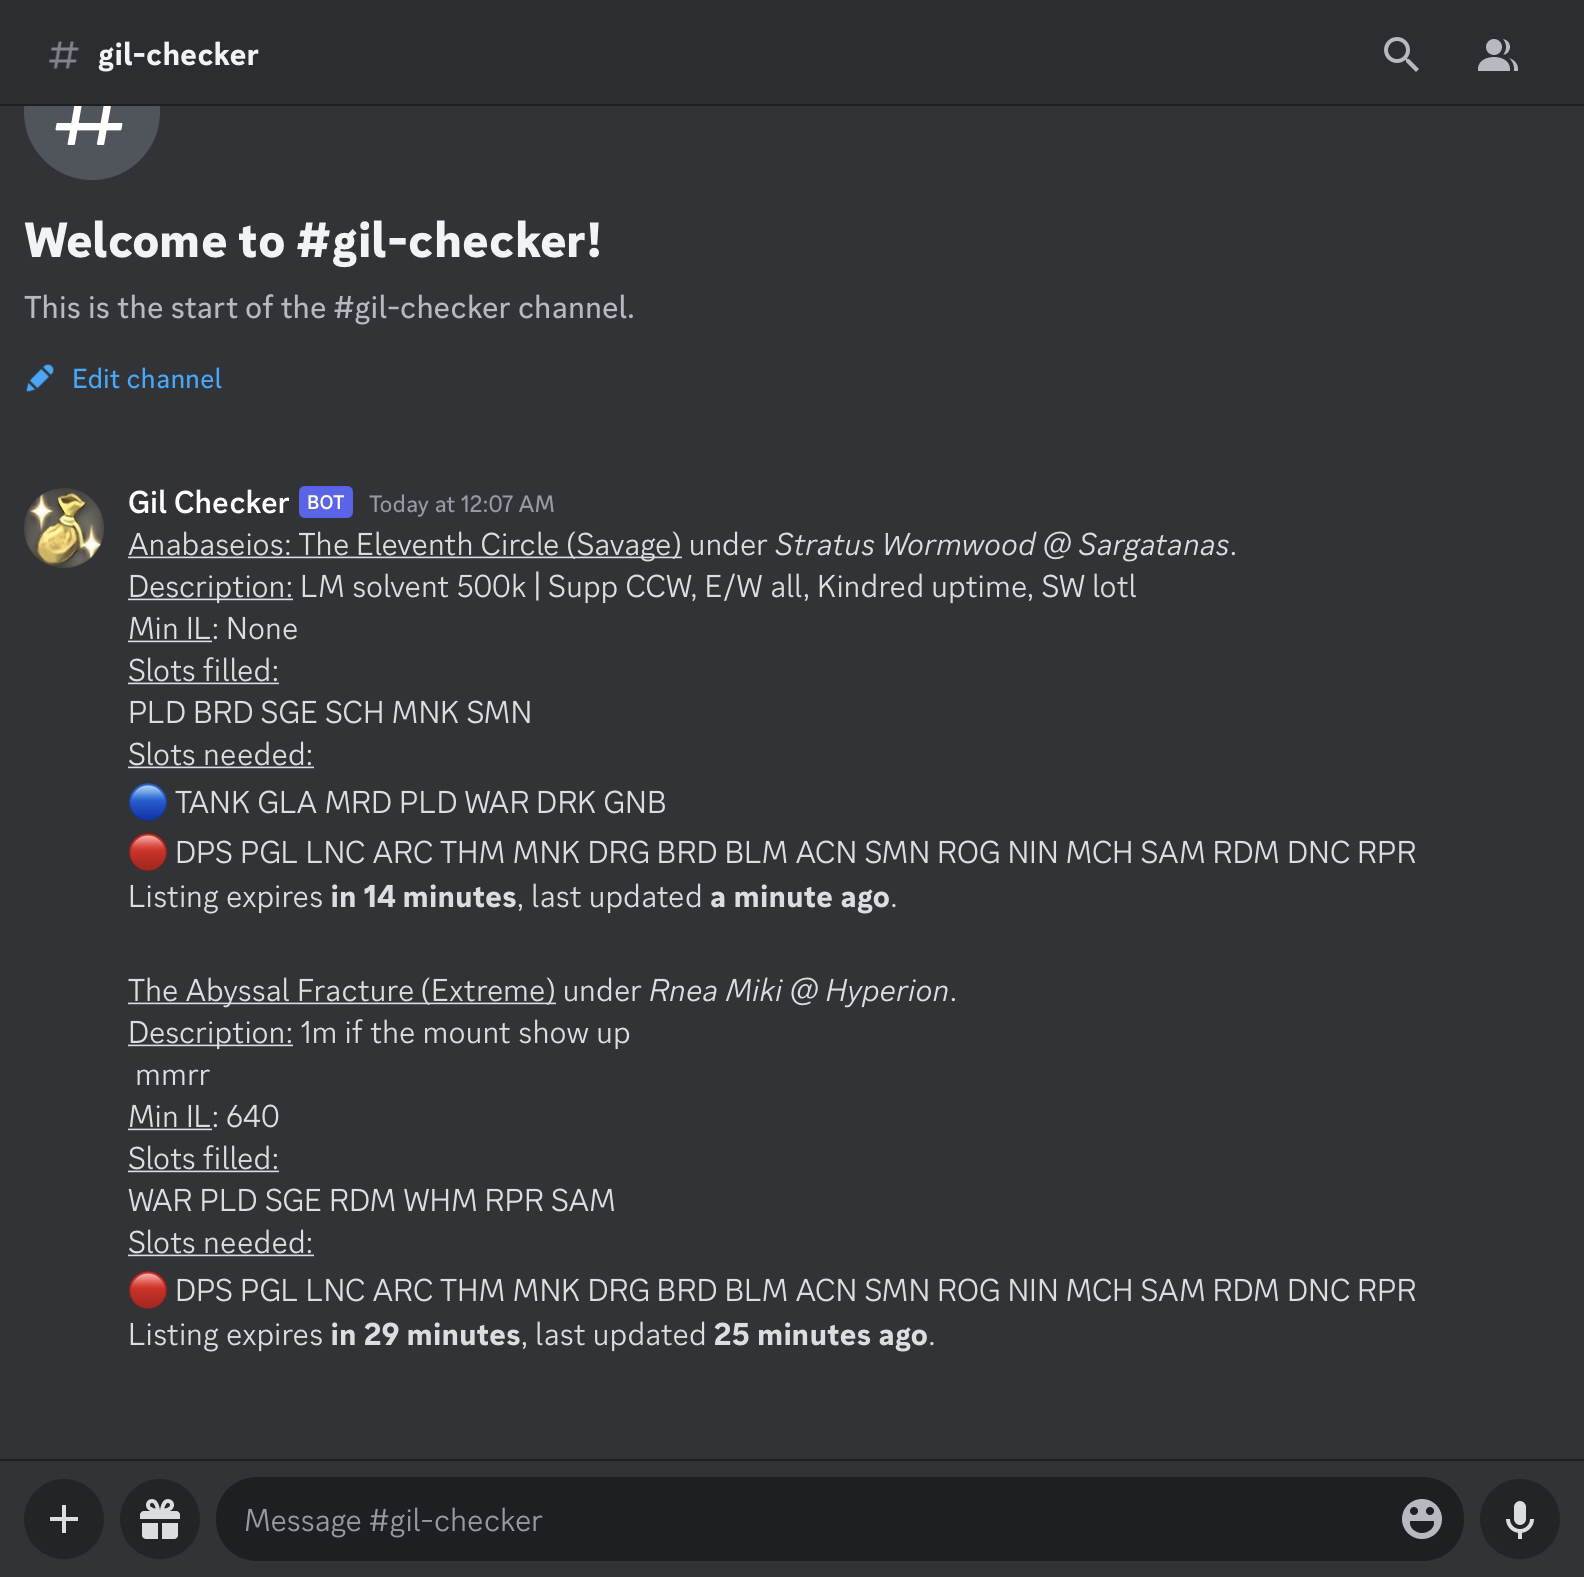 # gil-checker
#
Welcome to #gil-checker!
This is the start of the #gil-checker channel.
Edit channel
Gil Checker BOT Today at 12:07 AM
Anabaseios: The Eleventh Circle (Savage) under Stratus Wormwood @ Sargatanas.
Description: LM solvent 500k | Supp CCW, E/W all, Kindred uptime, SW lotl
Min IL: None
Slots filled:
PLD BRD SGE SCH MNK SMN
Slots needed:
🔵 TANK GLA MRD PLD WAR DRK GNB
🔴 DPS PGL LNC ARC THM MNK DRG BRD BLM ACN SMN ROG NIN MCH SAM RDM DNC RPR
Listing expires in 14 minutes, last updated a minute ago.
The Abyssal Fracture (Extreme) under Rnea Miki @ Hyperion.
Description: 1m if the mount show up
mmrr
Min IL: 640
Slots filled:
WAR PLD SGE RDM WHM RPR SAM
Slots needed:
🔴 DPS PGL LNC ARC THM MNK DRG BRD BLM ACN SMN ROG NIN MCH SAM RDM DNC RPR
Listing expires in 29 minutes, last updated 25 minutes ago.
Message #gil-checker